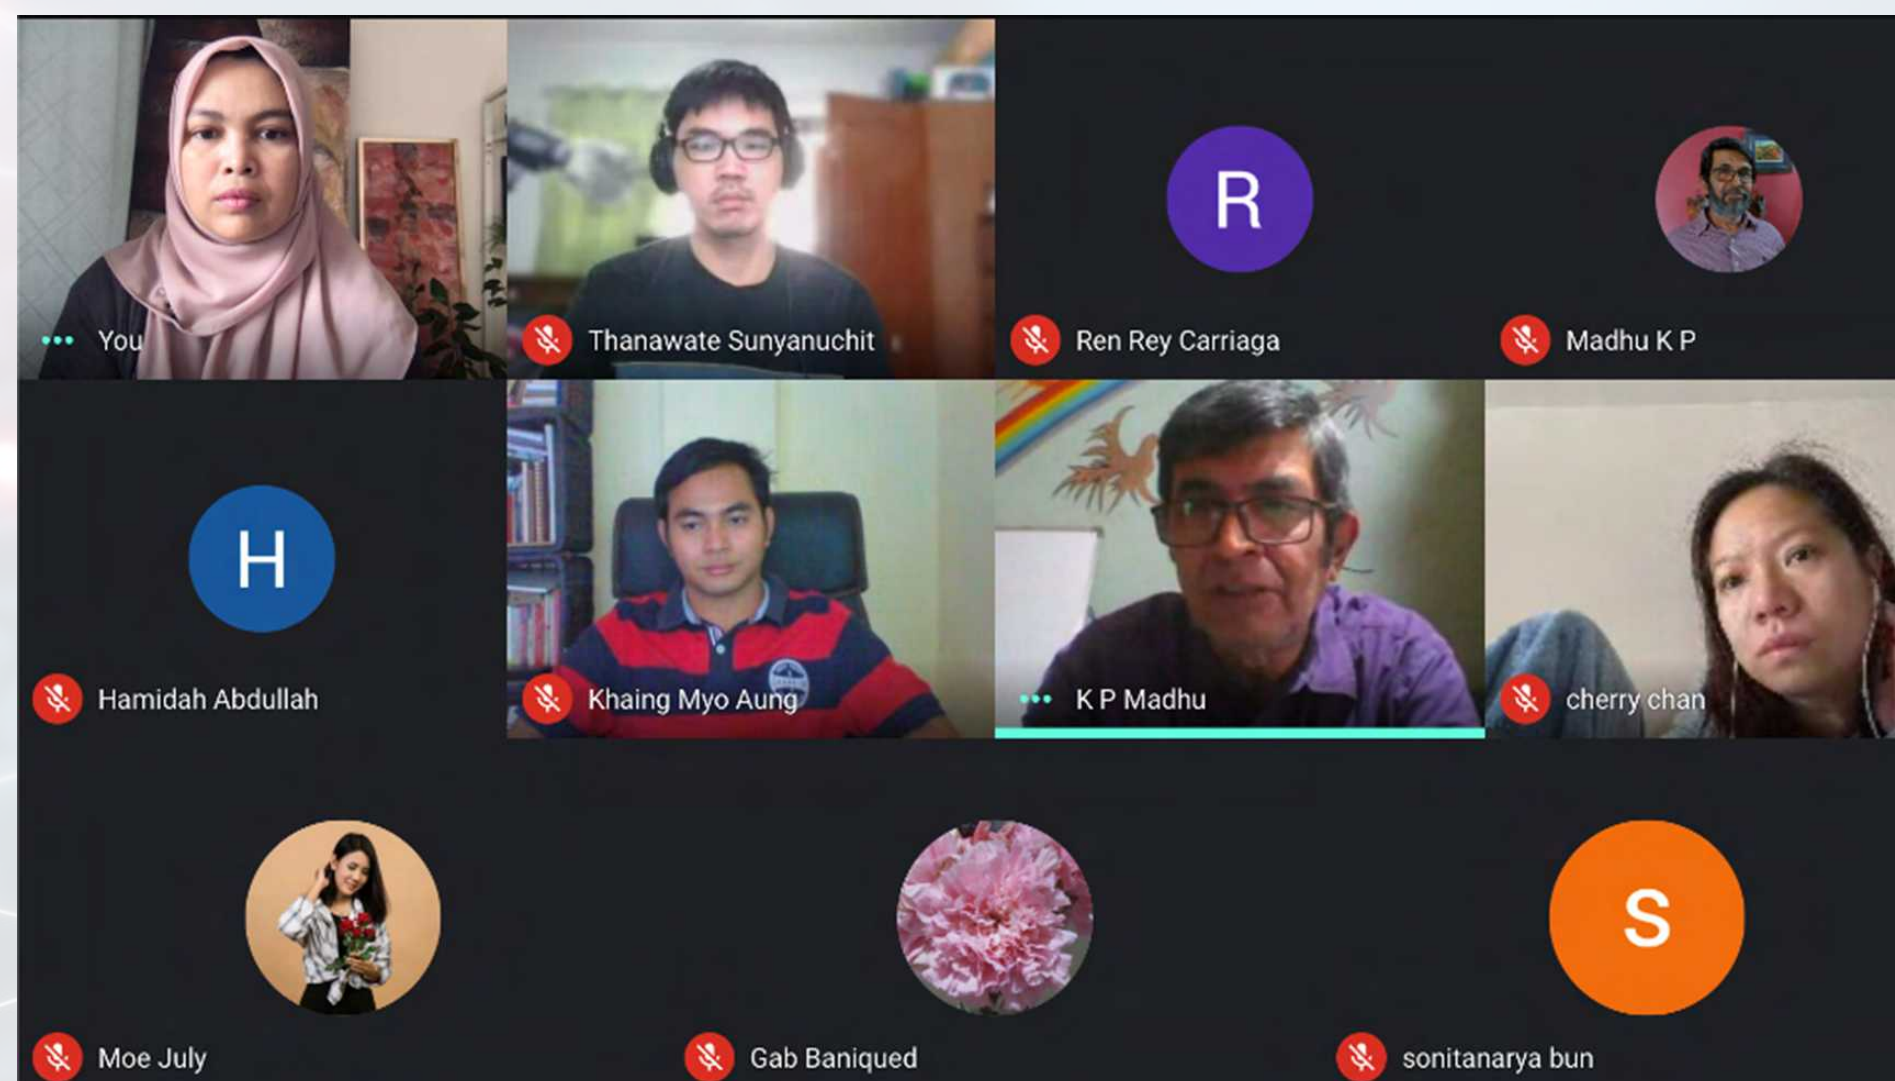 You
Thanawate Sunyanuchit
R
Ren Rey Carriaga
Madhu K P
H
Hamidah Abdullah
Khaing Myo Aung
K P Madhu
cherry chan
Moe July
Gab Baniqued
S
sonitanarya bun